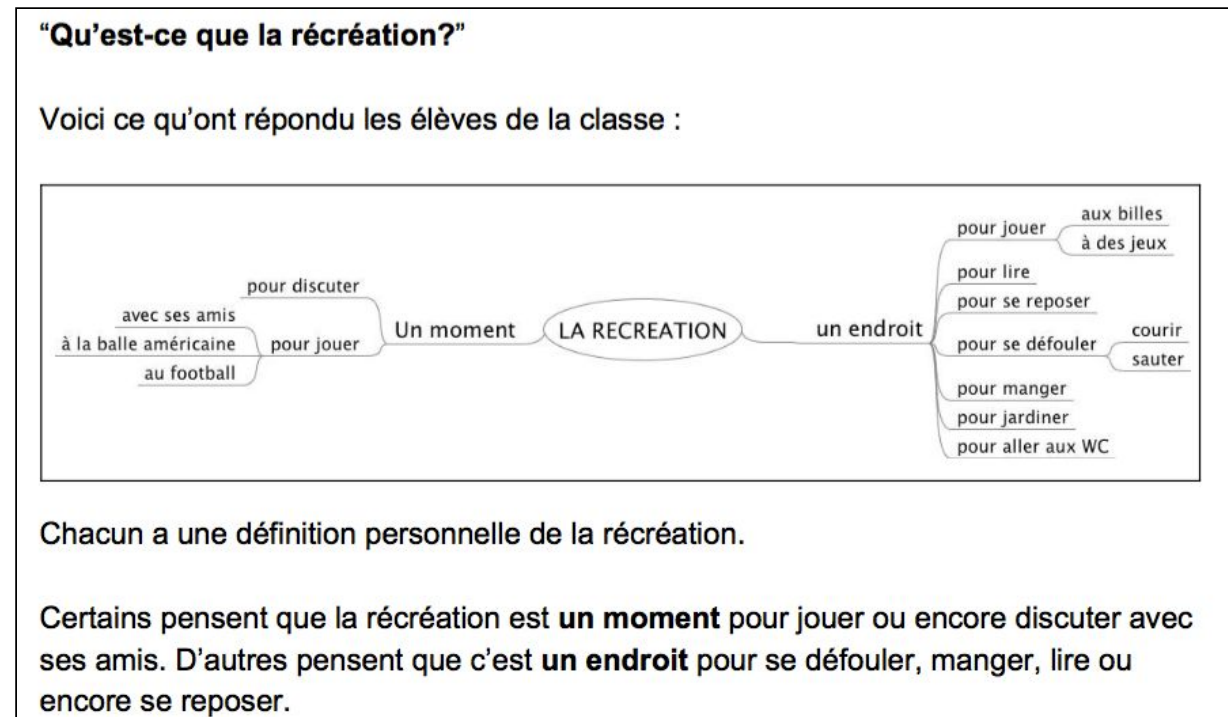 “Qu’est-ce que la récréation?”
Voici ce qu’ont répondu les élèves de la classe :
pour discuter
avec ses amis
à la balle américaine
au football
pour jouer
Un moment
LA RECREATION
un endroit
pour jouer
aux billes
à des jeux
pour lire
pour se reposer
pour se défouler
courir
sauter
pour manger
pour jardiner
pour aller aux WC
Chacun a une définition personnelle de la récréation.
Certains pensent que la récréation est un moment pour jouer ou encore discuter avec
ses amis. D’autres pensent que c’est un endroit pour se défouler, manger, lire ou
encore se reposer.